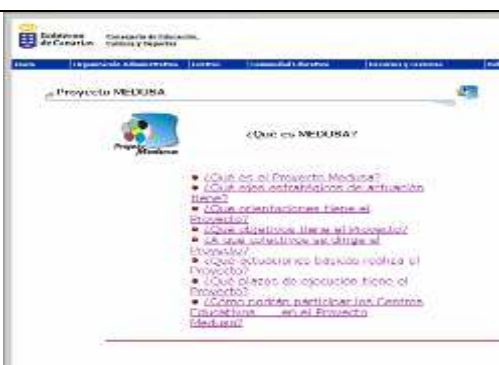 Gobierno de Canarias
Consejería de Educación, Cultura y Deportes
Inicio | Organización Administrativa | Centros | Comunidad Educativa
Proyecto MEDUSA
Proyecto Medusa
¿Qué es MEDUSA?
¿Qué es el Proyecto Medusa?
¿Qué ejes estratégicos de actuación
tiene?
¿Qué orientaciones tiene el
Proyecto?
¿Qué objetivos tiene el Proyecto?
¿A qué colectivos se dirige el
Proyecto?
¿Qué actuaciones básicas realiza el
Proyecto?
¿Qué plazos de ejecución tiene el
Proyecto?
¿Cómo podrán participar los Centros
Educativos en el Proyecto
Medusa?